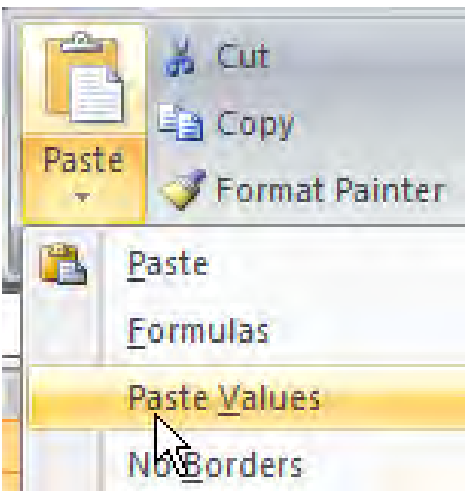 Cut
Copy
Paste
Format Painter
Paste
Formulas
Paste Values
No Borders